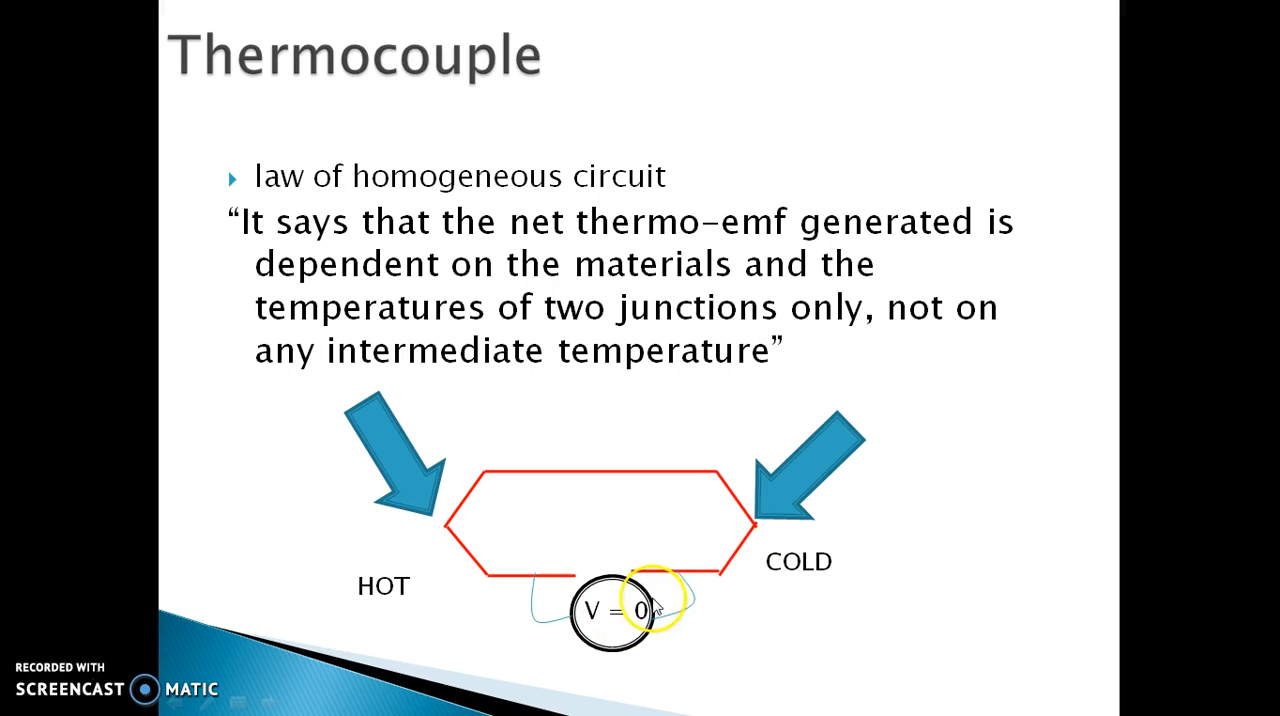 Thermocouple
law of homogeneous circuit
“It says that the net thermo-emf generated is
dependent on the materials and the
temperatures of two junctions only, not on
any intermediate temperature”
HOT
COLD
V = 0
RECORDED WITH
SCREENCAST MATIC